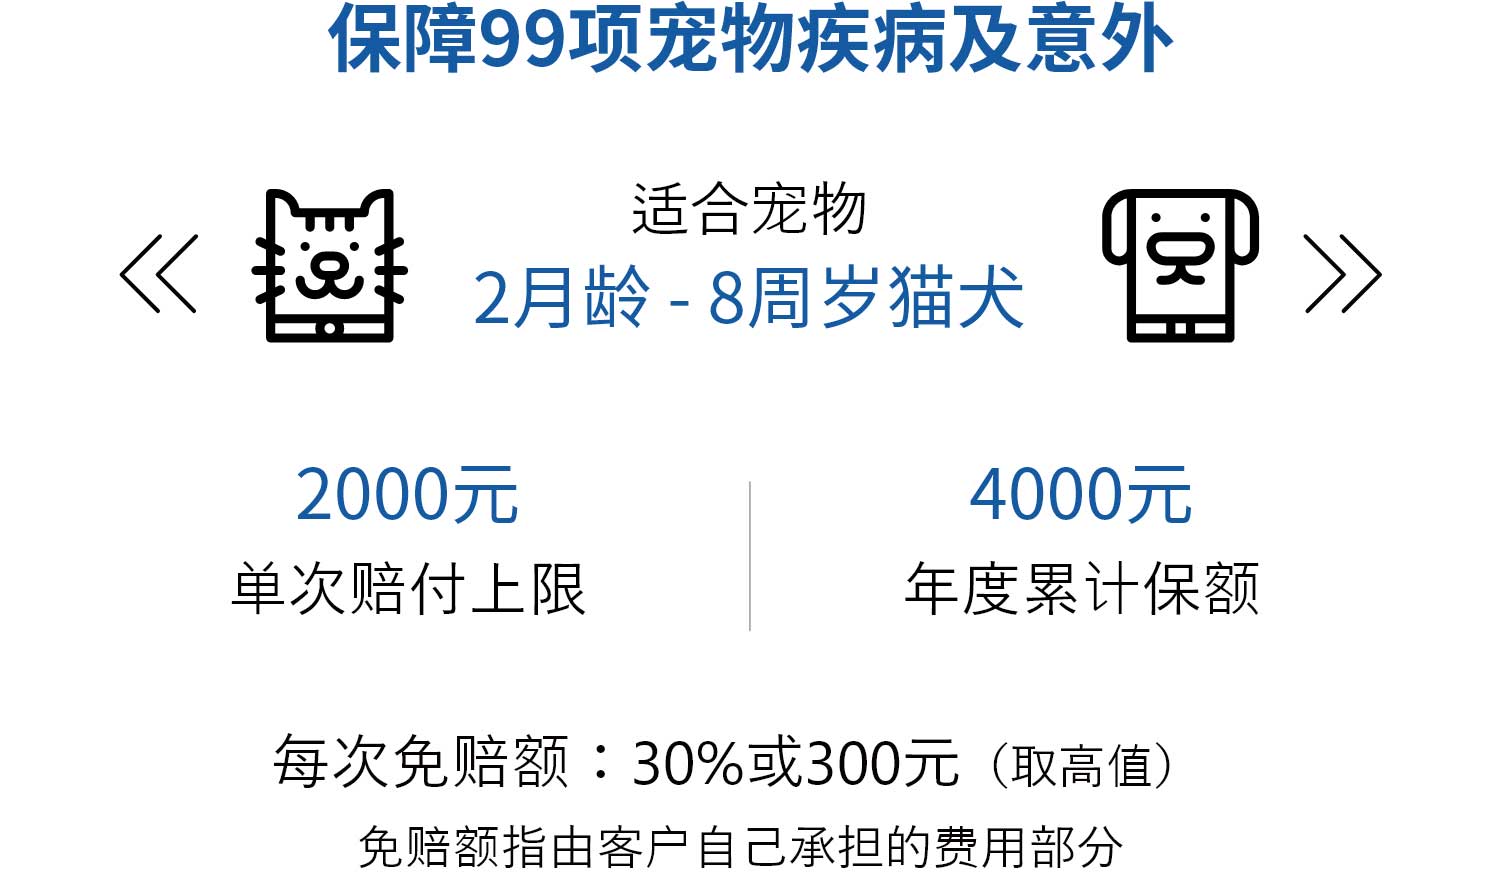 保障99项宠物疾病及意外
适合宠物
2月龄 - 8周岁猫犬
2000元
单次赔付上限
4000元
年度累计保额
每次免赔额：30%或300元（取高值）
免赔额指由客户自己承担的费用部分